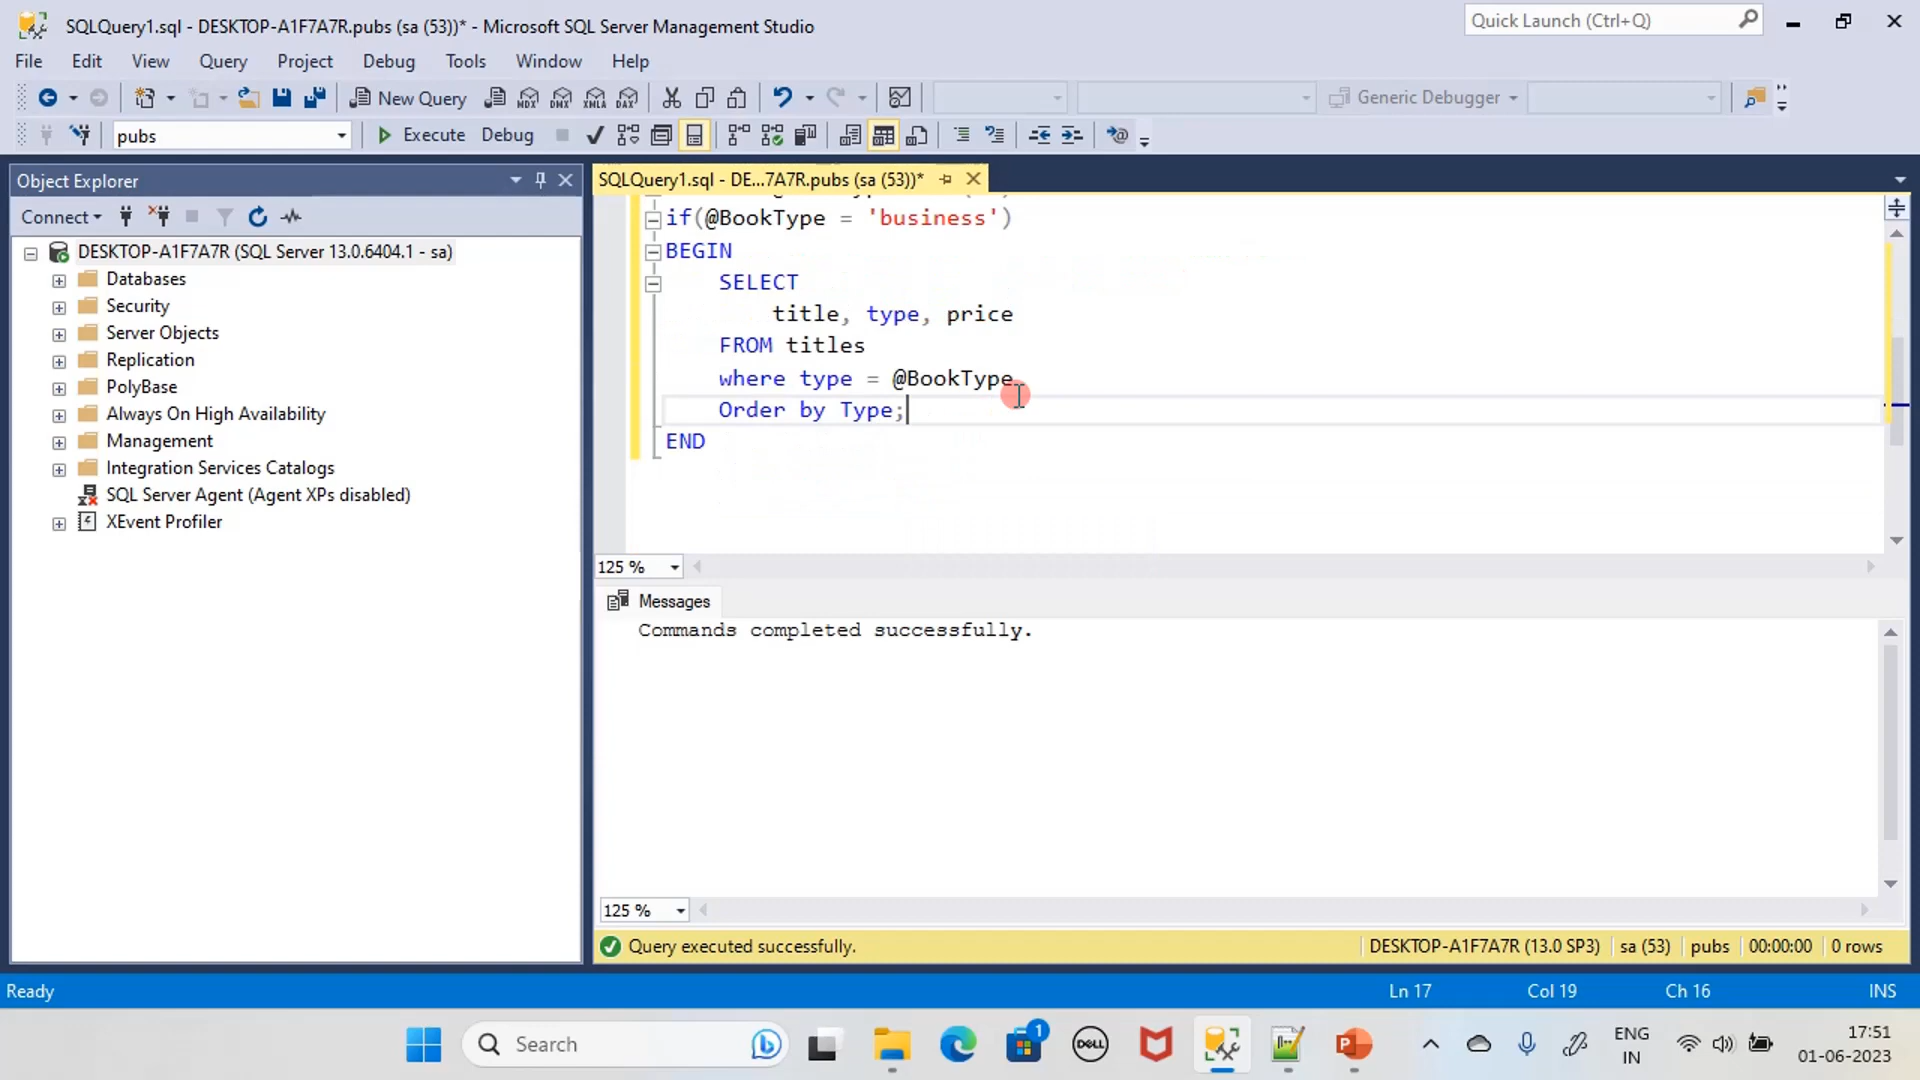 SQLQuery1.sql - DESKTOP-A1F7A7R.pubs (sa (53))* - Microsoft SQL Server Management Studio
Quick Launch (Ctrl+Q)
File Edit View Query Project Debug Tools Window Help
New Query
MDX DMX XMLA DAX
Generic Debugger
pubs
Execute Debug
Object Explorer
SQLQuery1.sql - DE...7A7R.pubs (sa (53))*
Connect
DESKTOP-A1F7A7R (SQL Server 13.0.6404.1 - sa)
Databases
Security
Server Objects
Replication
PolyBase
Always On High Availability
Management
Integration Services Catalogs
SQL Server Agent (Agent XPs disabled)
XEvent Profiler
if(@BookType = 'business')
BEGIN
SELECT
title, type, price
FROM titles
where type = @BookType
Order by Type;
END
125 %
Messages
Commands completed successfully.
125 %
Query executed successfully.
DESKTOP-A1F7A7R (13.0 SP3) sa (53) pubs 00:00:00 0 rows
Ready
Ln 17 Col 19 Ch 16 INS
Search
1
DELL
ENG
IN
17:51
01-06-2023